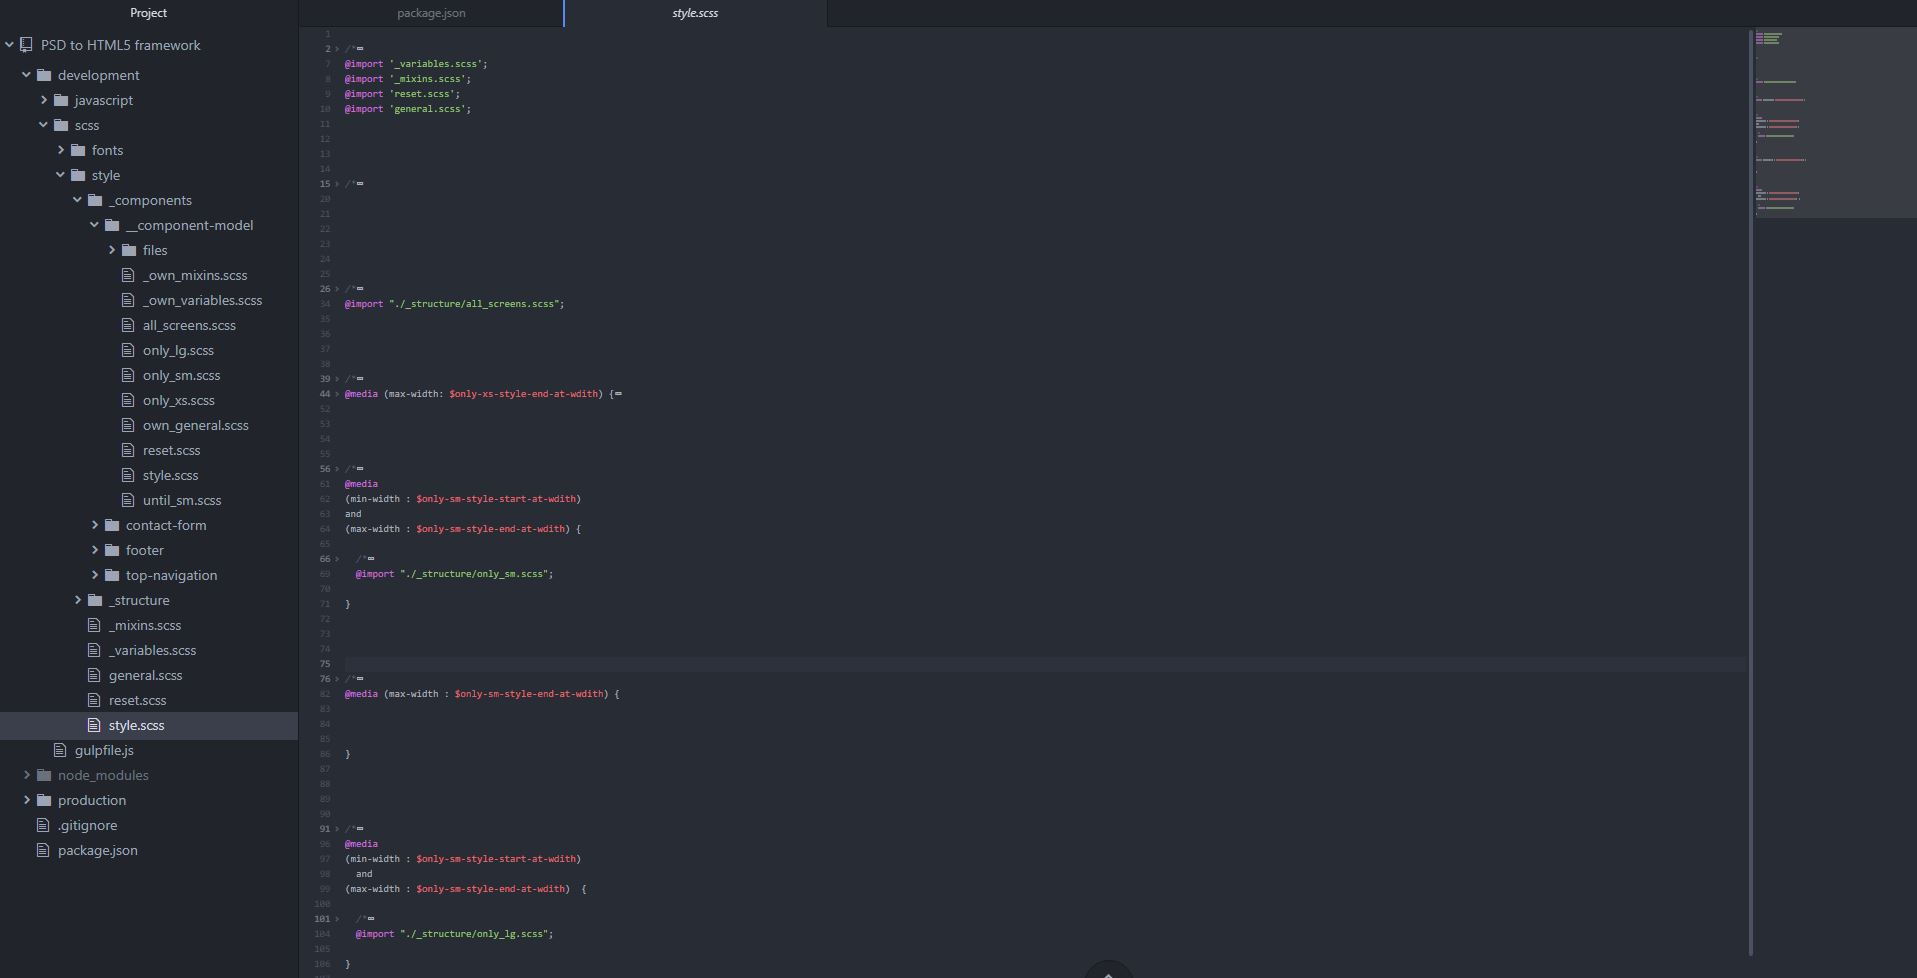 Project
PSD to HTML5 framework
development
javascript
scss
fonts
style
_components
__component-model
files
_own_mixins.scss
_own_variables.scss
all_screens.scss
only_lg.scss
only_sm.scss
only_xs.scss
own_general.scss
reset.scss
style.scss
until_sm.scss
contact-form
footer
top-navigation
_structure
_mixins.scss
_variables.scss
general.scss
reset.scss
style.scss
gulpfile.js
node_modules
production
.gitignore
package.json
package.json
style.scss
1
2 /*
7 @import '_variables.scss';
8 @import '_mixins.scss';
9 @import 'reset.scss';
10 @import 'general.scss';
11
12
13
14
15 /*
20
21
22
23
24
25
26 /*
34 @import "./_structure/all_screens.scss";
35
36
37
38
39 /*
44 @media (max-width: $only-xs-style-end-at-wdith) {
52
53
54
55
56 /*
61 @media
62 (min-width : $only-sm-style-start-at-wdith)
63 and
64 (max-width : $only-sm-style-end-at-wdith) {
65
66 /*
69 @import "./_structure/only_sm.scss";
70
71 }
72
73
74
75
76 /*
82 @media (max-width : $only-sm-style-end-at-wdith) {
83
84
85
86 }
87
88
89
90
91 /*
96 @media
97 (min-width : $only-sm-style-start-at-wdith)
98 and
99 (max-width : $only-sm-style-end-at-wdith) {
100
101 /*
104 @import "./_structure/only_lg.scss";
105
106 }